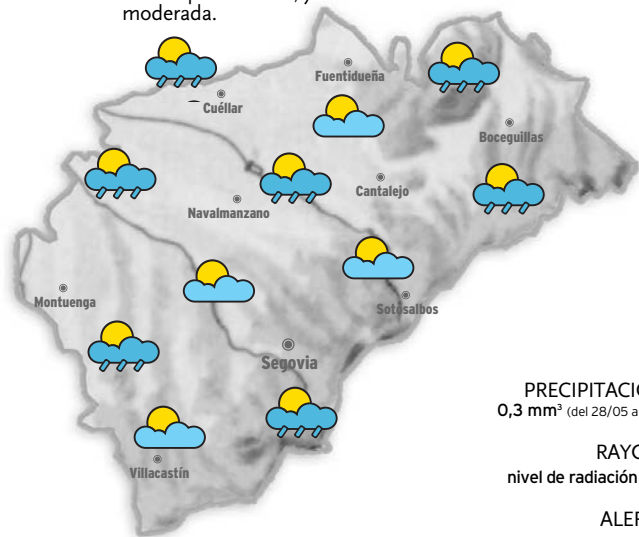 moderada.
Fuentidueña
Cuéllar
Boceguillas
Cantalejo
Navalmanzano
Montuenga
Sotosalbos
Segovia
Villacastín
PRECIPITACIO
0,3 mm³ (del 28/05 a
RAYO
nivel de radiación
ALER